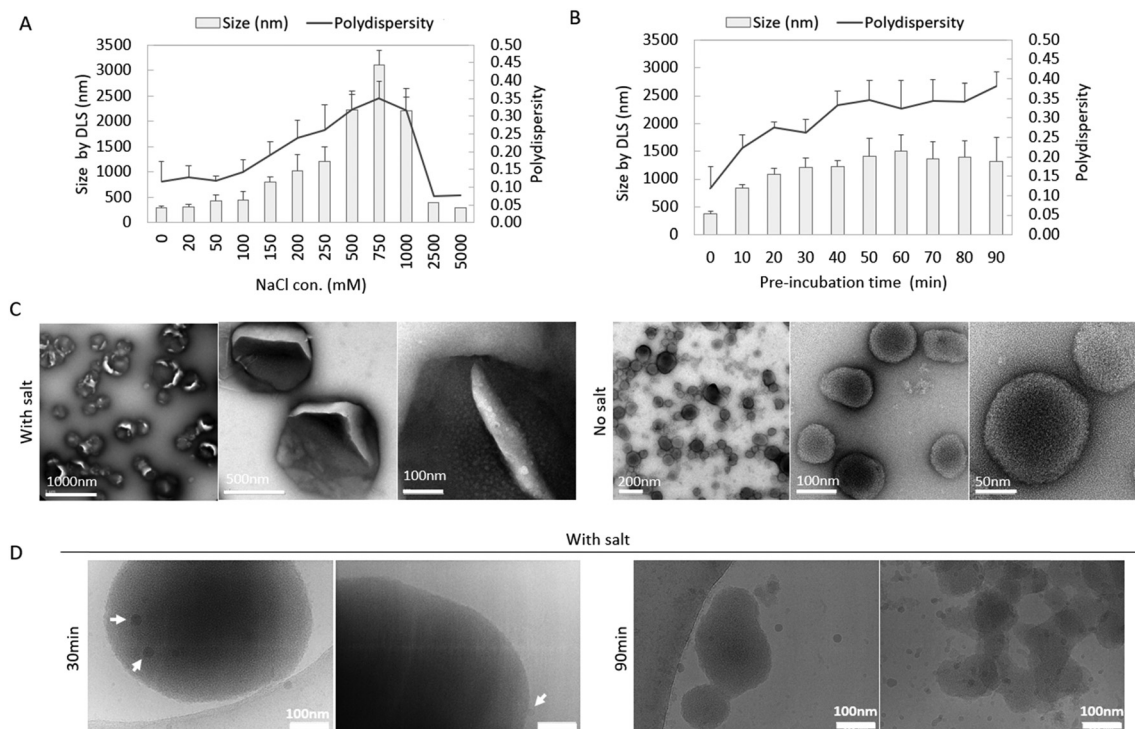 A
Size (nm) Polydispersity
3500
3000
2500
2000
1500
1000
500
0
Size by DLS (nm)
0.50
0.45
0.40
0.35
0.30
0.25
0.20
0.15
0.10
0.05
0.00
Polydispersity
0 20 50 100 150 200 250 500 750 1000 2500 5000
NaCl con. (mM)
B
Size (nm) Polydispersity
3500
3000
2500
2000
1500
1000
500
0
Size by DLS (nm)
0.50
0.45
0.40
0.35
0.30
0.25
0.20
0.15
0.10
0.05
0.00
Polydispersity
0 10 20 30 40 50 60 70 80 90
Pre-incubation time (min)
C
With salt
1000nm
500nm
100nm
No salt
200nm
100nm
50nm
D
With salt
30min
100nm
90min
100nm
100nm